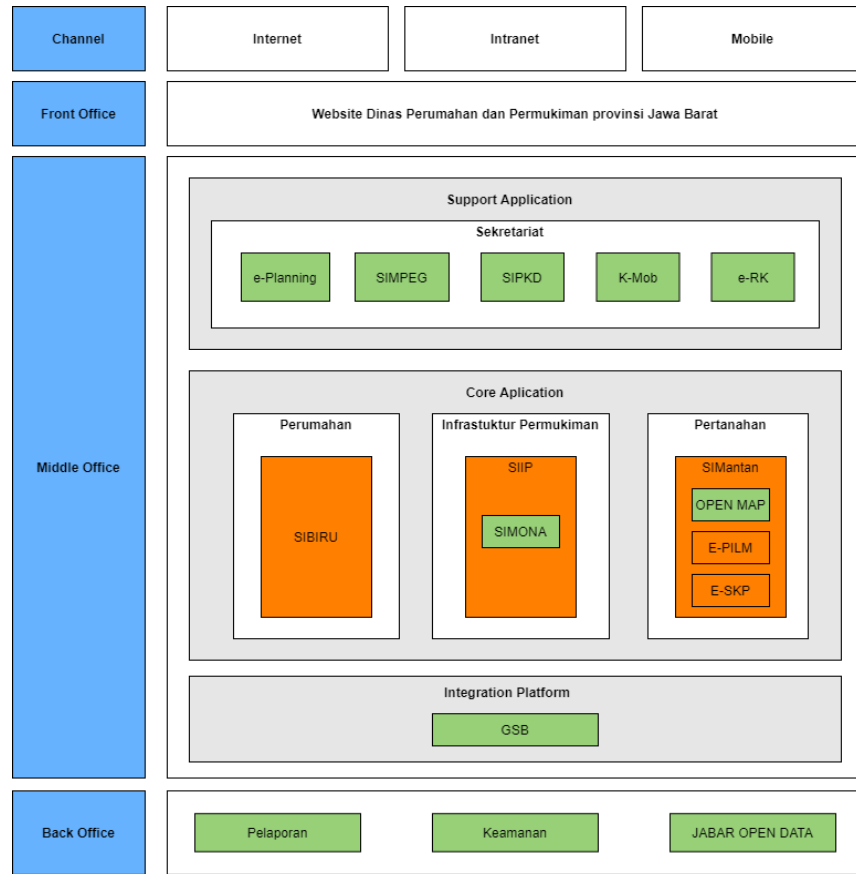 Channel
Internet
Intranet
Mobile
Front Office
Website Dinas Perumahan dan Permukiman provinsi Jawa Barat
Middle Office
Support Application
Sekretariat
e-Planning
SIMPEG
SIPKD
K-Mob
e-RK
Core Aplication
Perumahan
SIBIRU
Infrastuktur Permukiman
SIIP
SIMONA
Pertanahan
SIMantan
OPEN MAP
E-PILM
E-SKP
Integration Platform
GSB
Back Office
Pelaporan
Keamanan
JABAR OPEN DATA